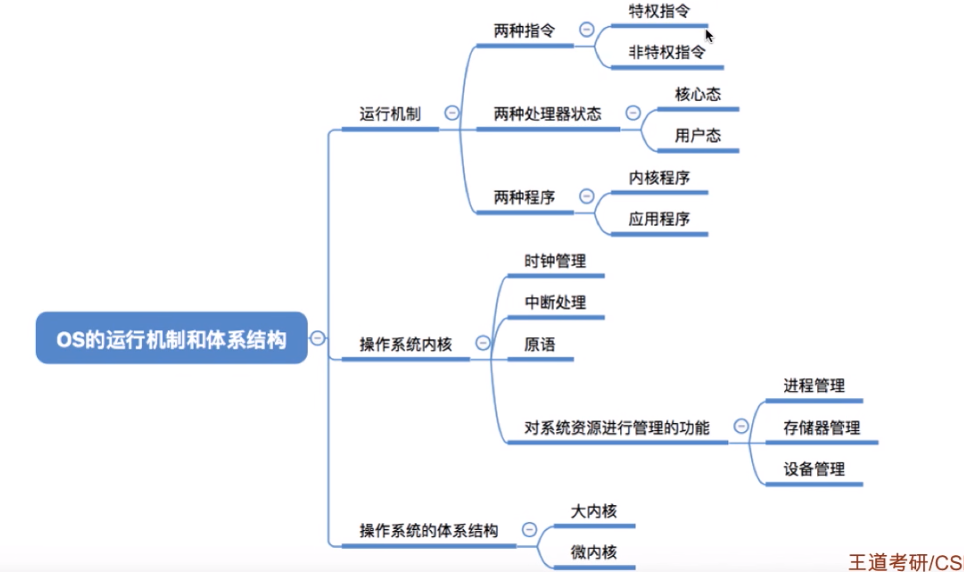 OS的运行机制和体系结构
运行机制
两种指令
特权指令
非特权指令
两种处理器状态
核心态
用户态
两种程序
内核程序
应用程序
操作系统内核
时钟管理
中断处理
原语
对系统资源进行管理的功能
进程管理
存储器管理
设备管理
操作系统的体系结构
大内核
微内核
王道考研/CS